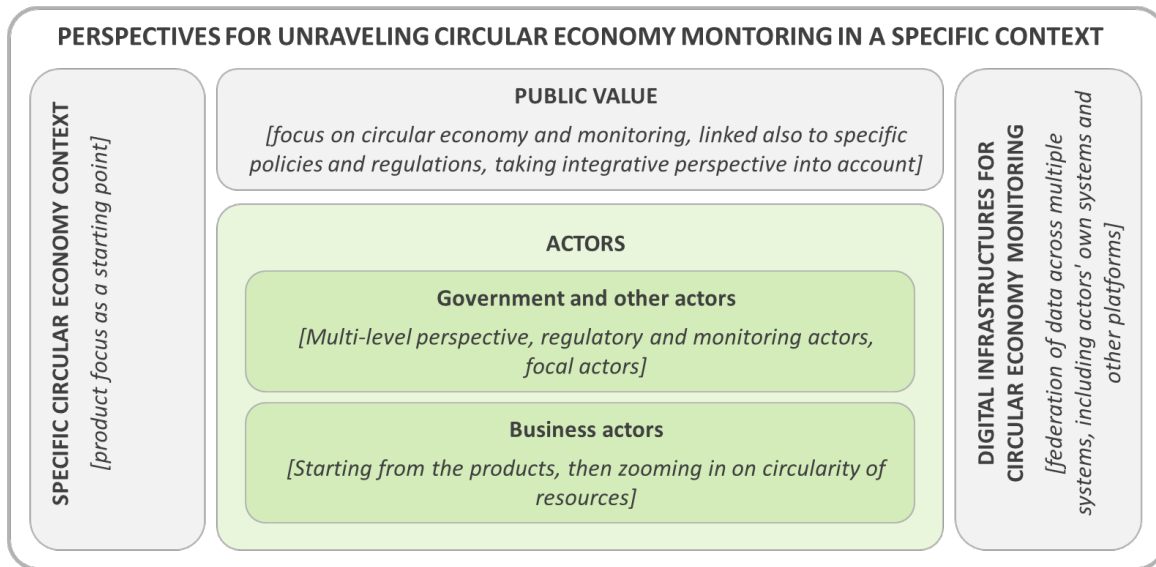 PERSPECTIVES FOR UNRAVELING CIRCULAR ECONOMY MONTORING IN A SPECIFIC CONTEXT
SPECIFIC CIRCULAR ECONOMY CONTEXT
[product focus as a starting point]
PUBLIC VALUE
[focus on circular economy and monitoring, linked also to specific
policies and regulations, taking integrative perspective into account]
ACTORS
Government and other actors
[Multi-level perspective, regulatory and monitoring actors,
focal actors]
Business actors
[Starting from the products, then zooming in on circularity of
resources]
DIGITAL INFRASTRUCTURES FOR
CIRCULAR ECONOMY MONITORING
[federation of data across multiple
systems, including actors' own systems and
other platforms]